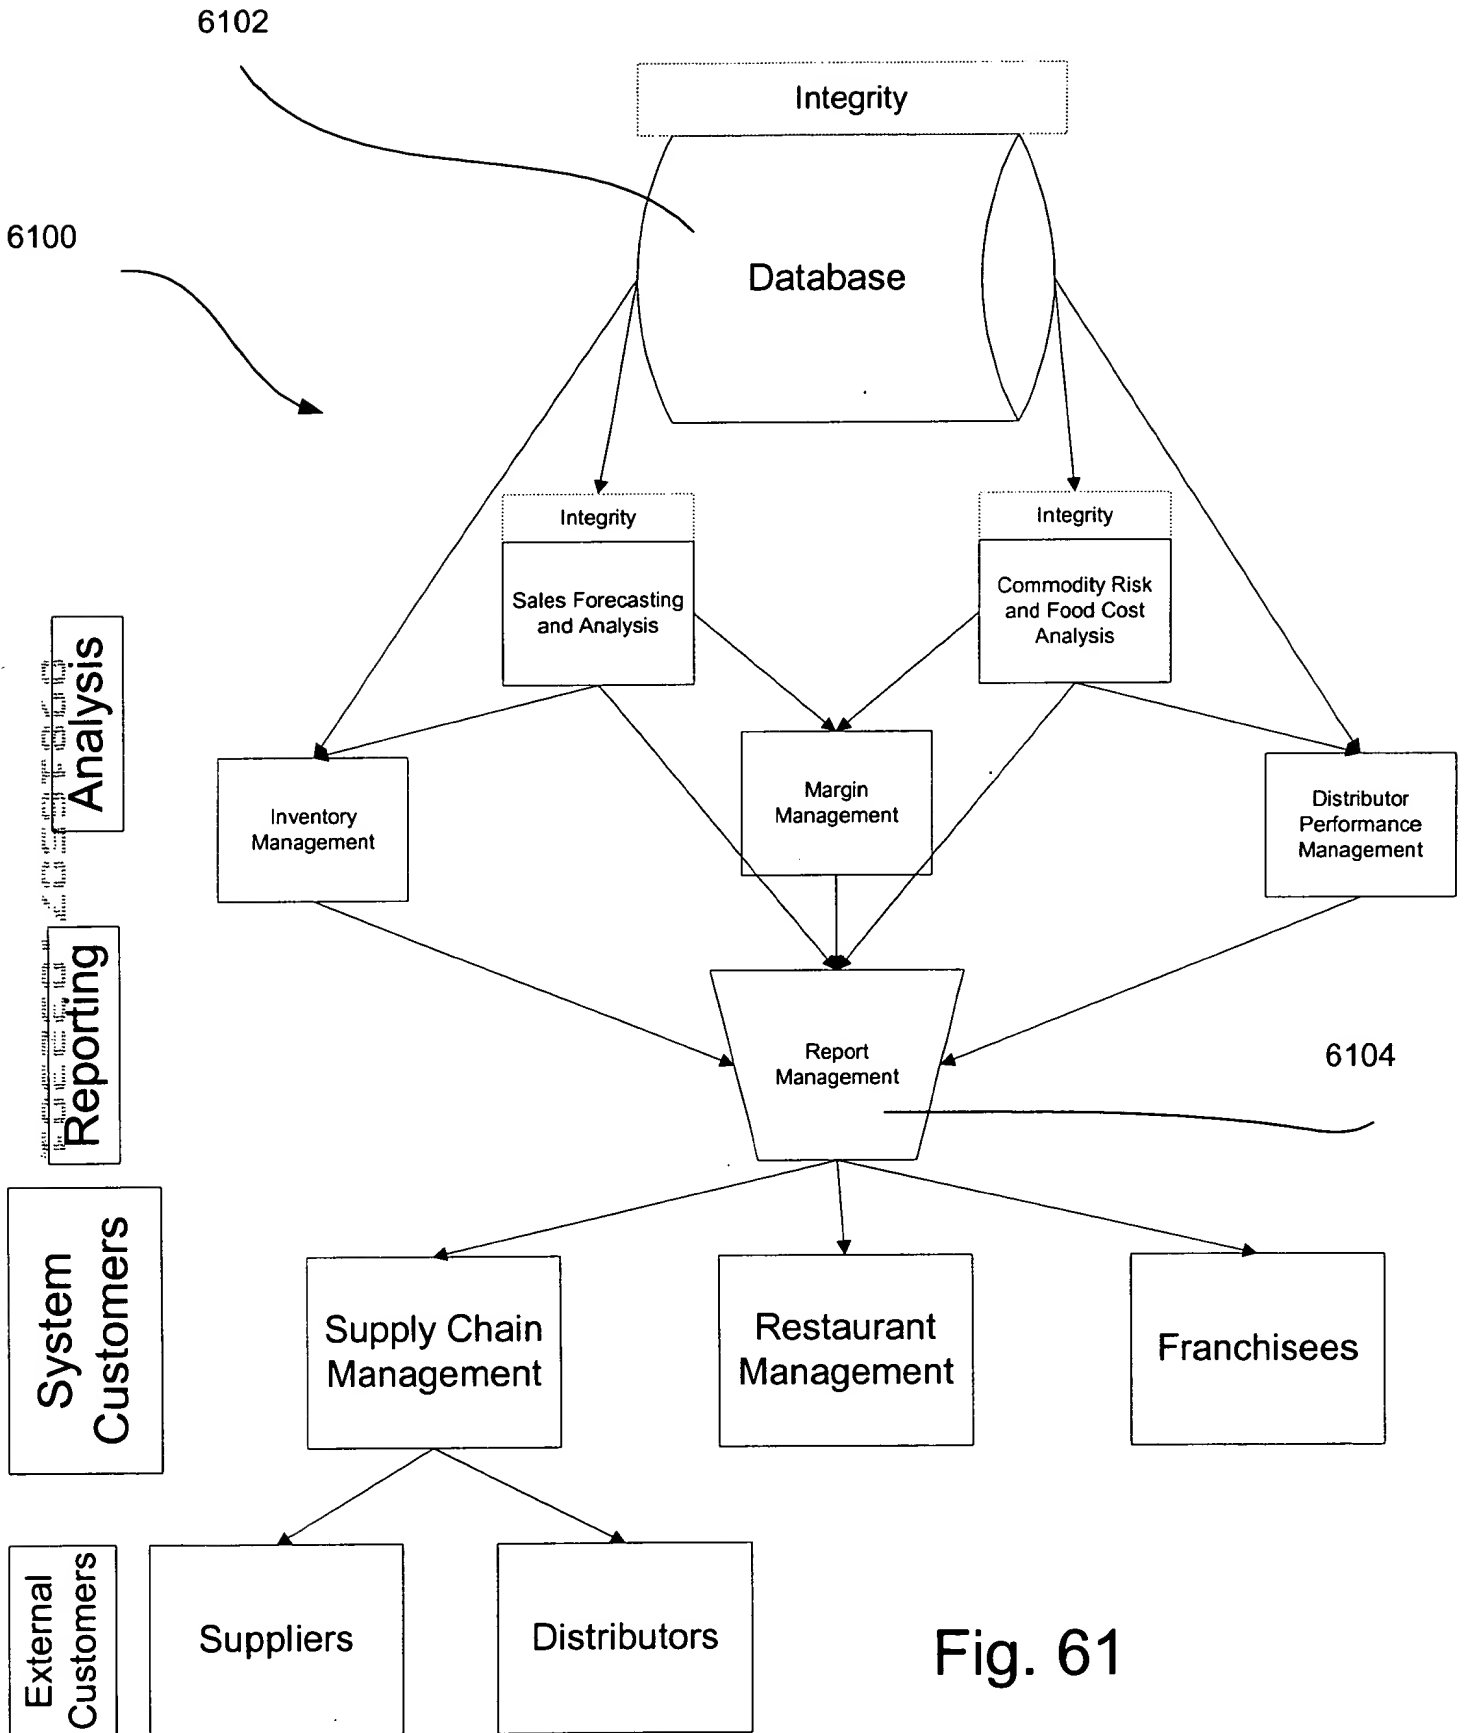 6102
Integrity
6100
Database
Integrity
Integrity
Sales Forecasting
and Analysis
Commodity Risk
and Food Cost
Analysis
Analysis
Inventory
Management
Margin
Management
Distributor
Performance
Management
Reporting
Report
Management
6104
System
Customers
Supply Chain
Management
Restaurant
Management
Franchisees
External
Customers
Suppliers
Distributors
Fig. 61